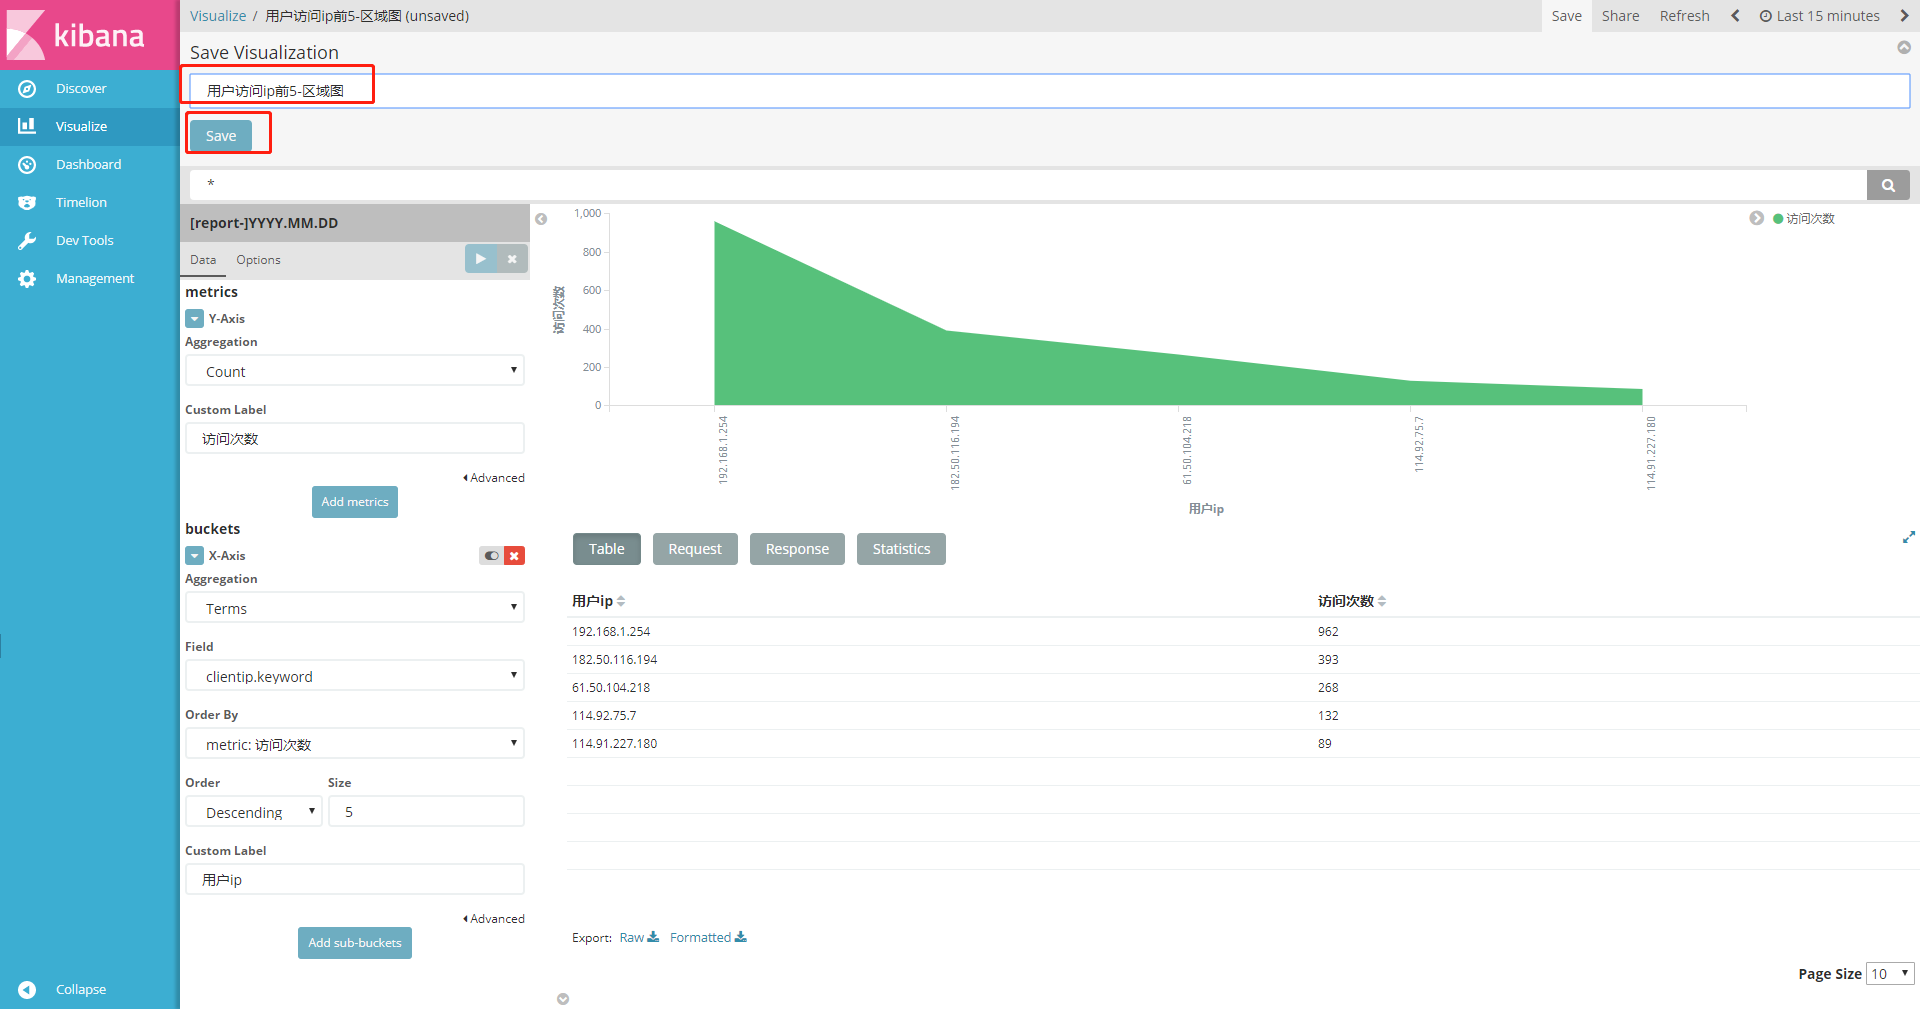 kibana
Discover
Visualize
Dashboard
Timelion
Dev Tools
Management
Collapse
Visualize / 用户访问ip前5-区域图 (unsaved)
Save Share Refresh Last 15 minutes
Save Visualization
用户访问ip前5-区域图
Save
*
[report-]YYYY.MM.DD
Data Options
metrics
Y-Axis
Aggregation
Count
Custom Label
访问次数
Advanced
Add metrics
buckets
X-Axis
Aggregation
Terms
Field
clientip.keyword
Order By
metric: 访问次数
Order Size
Descending 5
Custom Label
用户ip
Advanced
Add sub-buckets
访问次数
1,000
800
600
400
200
0
访问次数
192.168.1.254
182.50.116.194
61.50.104.218
114.92.75.7
114.91.227.180
用户ip
Table Request Response Statistics
用户ip 访问次数
192.168.1.254 962
182.50.116.194 393
61.50.104.218 268
114.92.75.7 132
114.91.227.180 89
Export: Raw Formatted
Page Size 10